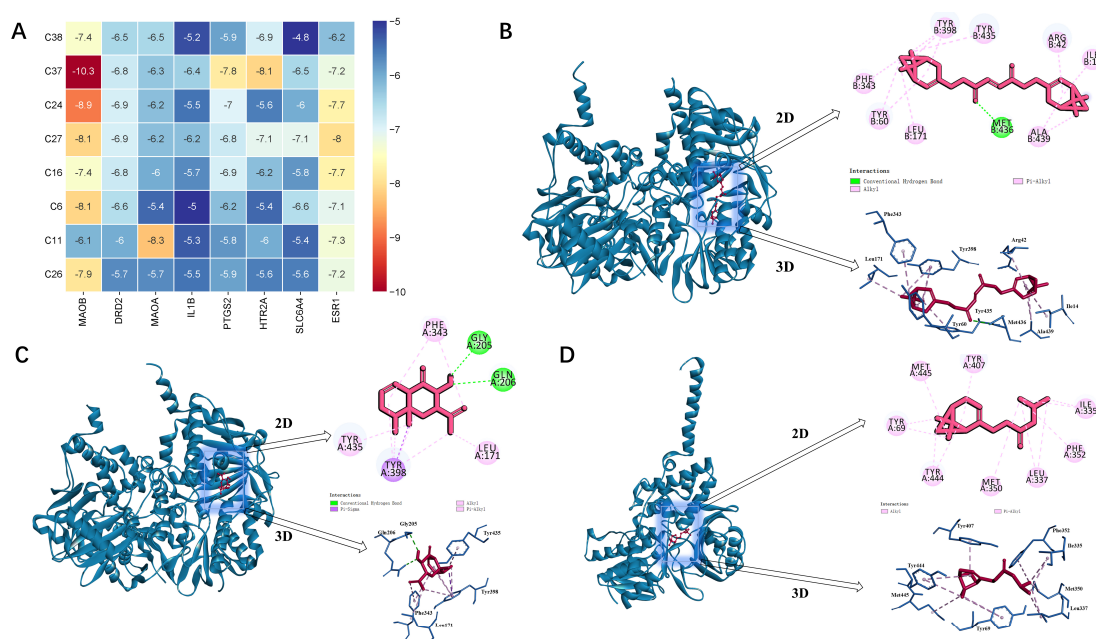 A
C38 -7.4 -6.5 -6.5 -5.2 -5.9 -6.9 -4.8 -6.2
C37 -10.3 -6.8 -6.3 -6.4 -7.8 -8.1 -6.5 -7.2
C24 -8.9 -6.9 -6.2 -5.5 -7 -5.6 -6 -7.7
C27 -8.1 -6.9 -6.2 -6.2 -6.9 -7.1 -7.1 -8
C16 -7.4 -6.8 -6 -5.7 -6.9 -6.2 -5.8 -7.7
C6 -8.1 -6.6 -5.4 -5 -6.2 -5.4 -6.6 -7.1
C11 -6.1 -6 -8.3 -5.3 -5.8 -6 -5.4 -7.3
C26 -7.9 -5.7 -5.7 -5.5 -5.9 -5.6 -5.6 -7.2
MAOB DRD2 MAOA IL1B PTGS2 HTR2A SLC6A4 ESR1
-5
-6
-7
-8
-9
-10
B
2D
3D
TYR
B:398
TYR
B:435
ARG
B:42
PHE
B:343
TYR
B:60
LEU
B:171
MET
B:436
ALA
B:439
Interactions
Conventional Hydrogen Bond
Alkyl
Pi-Alkyl
Phe343
Leu171
Tyr398
Arg42
Tyr60
Tyr435
Met436
Ile14
Ala439
C
2D
3D
PHE
A:343
GLY
A:205
GLN
A:206
TYR
A:435
TYR
A:398
LEU
A:171
Interactions
Conventional Hydrogen Bond
Pi-Sigma
Alkyl
Pi-Alkyl
Gly205
Gln206
Tyr435
Tyr398
Phe343
Leu171
D
2D
3D
MET
A:445
TYR
A:407
TYR
A:69
ILE
A:335
PHE
A:352
TYR
A:444
MET
A:350
LEU
A:337
Interactions
Alkyl
Pi-Alkyl
Tyr407
Phe352
Ile335
Tyr444
Met445
Met350
Tyr69
Leu337